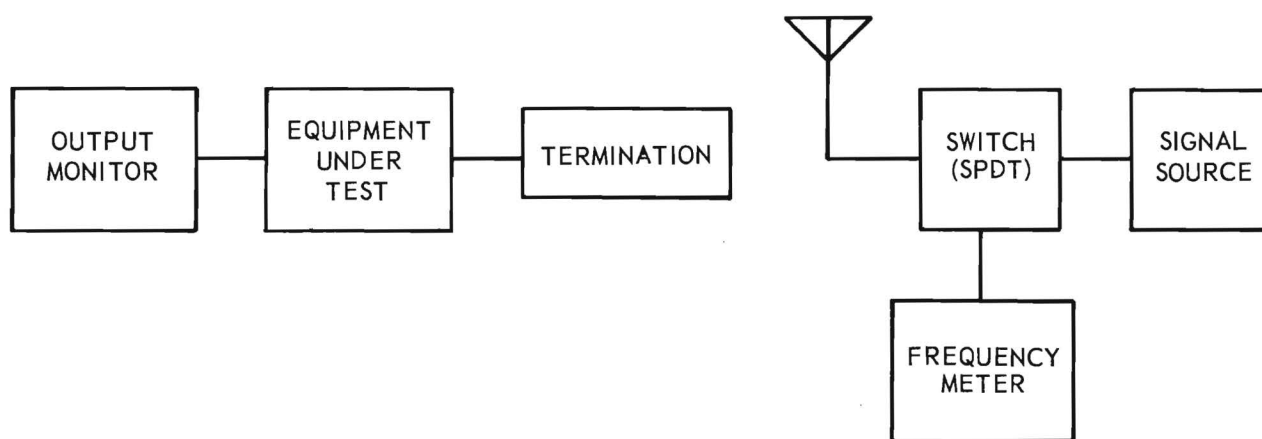 OUTPUT
MONITOR
EQUIPMENT
UNDER
TEST
TERMINATION
SWITCH
(SPDT)
SIGNAL
SOURCE
FREQUENCY
METER